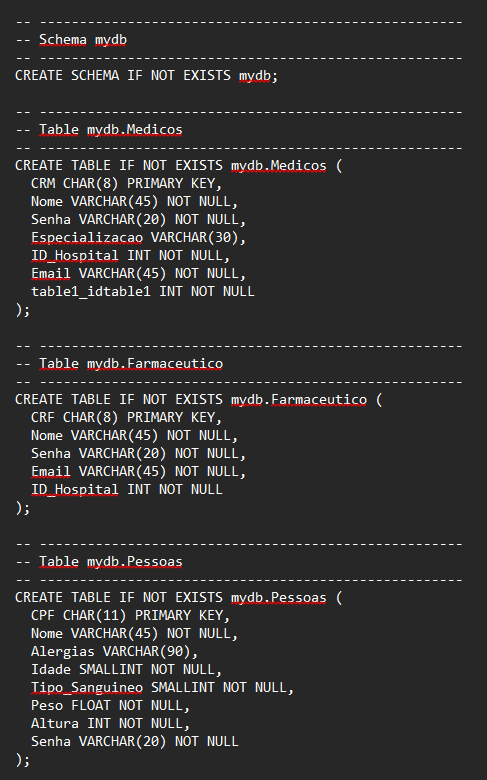 -- -----------------------------------------------------
-- Schema mydb
-- -----------------------------------------------------
CREATE SCHEMA IF NOT EXISTS mydb;
-- -----------------------------------------------------
-- Table mydb.Medicos
-- -----------------------------------------------------
CREATE TABLE IF NOT EXISTS mydb.Medicos (
CRM CHAR(8) PRIMARY KEY,
Nome VARCHAR(45) NOT NULL,
Senha VARCHAR(20) NOT NULL,
Especializacao VARCHAR(30),
ID_Hospital INT NOT NULL,
Email VARCHAR(45) NOT NULL,
table1_idtable1 INT NOT NULL
);
-- -----------------------------------------------------
-- Table mydb.Farmaceutico
-- -----------------------------------------------------
CREATE TABLE IF NOT EXISTS mydb.Farmaceutico (
CRF CHAR(8) PRIMARY KEY,
Nome VARCHAR(45) NOT NULL,
Senha VARCHAR(20) NOT NULL,
Email VARCHAR(45) NOT NULL,
ID_Hospital INT NOT NULL
);
-- -----------------------------------------------------
-- Table mydb.Pessoas
-- -----------------------------------------------------
CREATE TABLE IF NOT EXISTS mydb.Pessoas (
CPF CHAR(11) PRIMARY KEY,
Nome VARCHAR(45) NOT NULL,
Alergias VARCHAR(90),
Idade SMALLINT NOT NULL,
Tipo_Sanguineo SMALLINT NOT NULL,
Peso FLOAT NOT NULL,
Altura INT NOT NULL,
Senha VARCHAR(20) NOT NULL
);